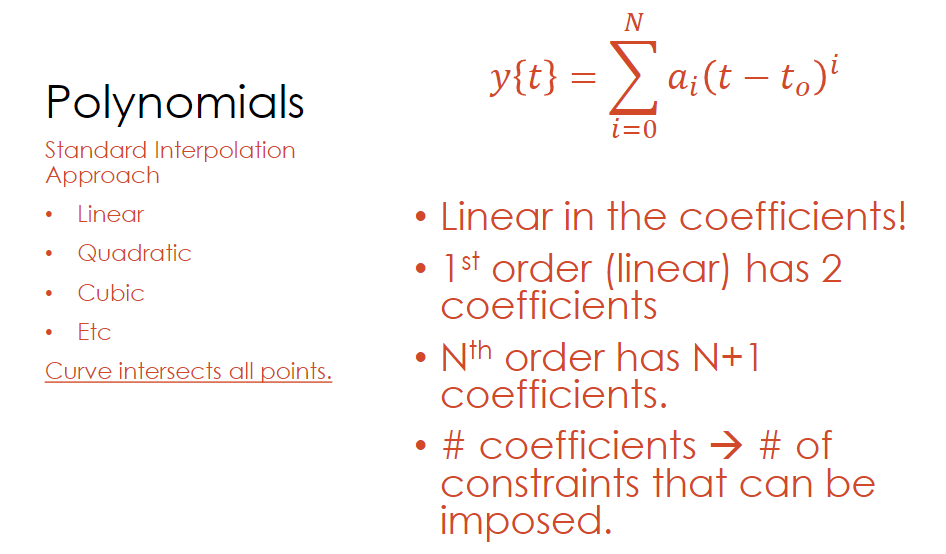 Polynomials
Standard Interpolation
Approach
• Linear
• Quadratic
• Cubic
• Etc
Curve intersects all points.
y{t} = ∑_{i=0}^{N} a_i(t − t_o)^i
• Linear in the coefficients!
• 1st order (linear) has 2
coefficients
• Nth order has N+1
coefficients.
• # coefficients → # of
constraints that can be
imposed.